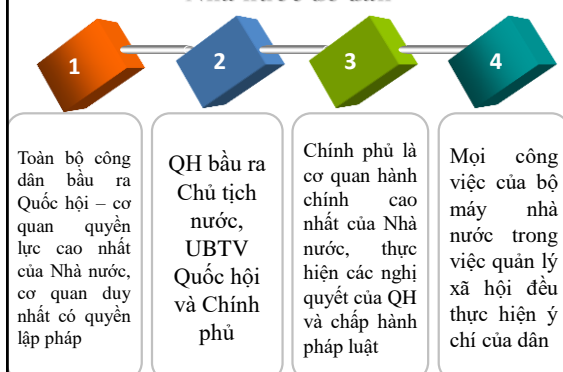 Nhà nước do dân
1
2
3
4
Toàn bộ công
dân bầu ra
Quốc hội – cơ
quan quyền
lực cao nhất
của Nhà nước,
cơ quan duy
nhất có quyền
lập pháp
QH bầu ra
Chủ tịch
nước,
UBTV
Quốc hội
và Chính
phủ
Chính phủ là
cơ quan hành
chính cao
nhất của Nhà
nước, thực
hiện các nghị
quyết của QH
và chấp hành
pháp luật
Mọi công
việc của bộ
máy nhà
nước trong
việc quản lý
xã hội đều
thực hiện ý
chí của dân